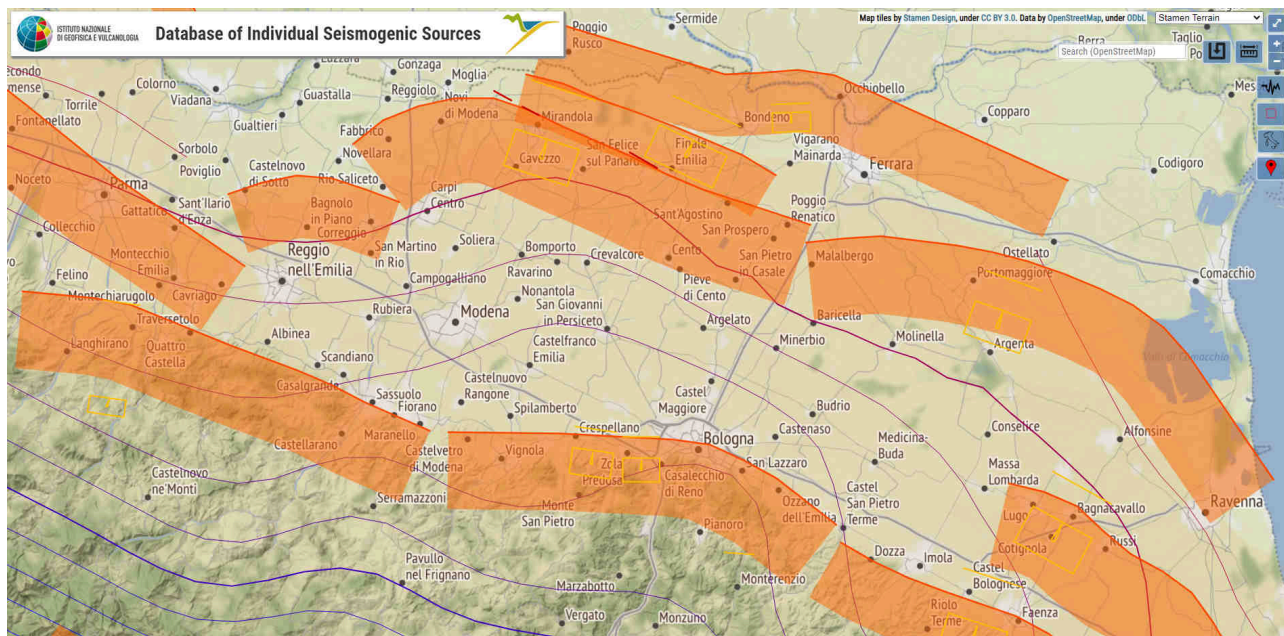 ISTITUTO NAZIONALE
DI GEOFISICA E VULCANOLOGIA
Database of Individual Seismogenic Sources
Map tiles by Stamen Design, under CC BY 3.0. Data by OpenStreetMap, under ODbL
Stamen Terrain
Search (OpenStreetMap)
Poggio
Rusco
Sermide
Berra
Taglio
Po
Mes
Gonzaga
Moglia
Reggiolo
Novi
di Modena
Guastalla
Luzzara
Colorno
Viadana
Torrile
Gualtieri
Fontanellato
Fabbrico
Novellara
Mirandola
Bondeno
Occhiobello
Copparo
Codigoro
Vigarano
Mainarda
Ferrara
Sorbolo
Poviglio
Castelnovo
di Sotto
Rio Saliceto
Cavezzo
San Felice
sul Panaro
Finale
Emilia
Noceto
Parma
Gattatico
Sant'Ilario
d'Enza
Bagnolo
in Piano
Correggio
Carpi
Centro
Sant'Agostino
San Prospero
Poggio
Renatico
Collecchio
Montecchio
Emilia
Reggio
nell'Emilia
San Martino
in Rio
Soliera
Bomporto
Crevalcore
Cento
San Pietro
in Casale
Malalbergo
Ostellato
Portomaggiore
Comacchio
Felino
Montechiarugolo
Cavriago
Campogalliano
Ravarino
Nonantola
Pieve
di Cento
Rubiera
Modena
San Giovanni
in Persiceto
Argelato
Baricella
Traversetolo
Albinea
Langhirano
Quattro
Castella
Scandiano
Castelfranco
Emilia
Minerbio
Molinella
Argenta
Valli di Comacchio
Casalgrande
Sassuolo
Fiorano
Castelnuovo
Rangone
Spilamberto
Castel
Maggiore
Budrio
Castellarano
Maranello
Castelvetro
di Modena
Vignola
Crespellano
Zola
Predosa
Bologna
Castenaso
Medicina-
Buda
Conselice
Alfonsine
San Lazzaro
Casalecchio
di Reno
Massa
Lombarda
Castelnovo
ne'Monti
Serramazzoni
Monte
San Pietro
Ozzano
dell'Emilia
Castel
San Pietro
Terme
Lugo
Bagnacavallo
Ravenna
Pianoro
Cotignola
Russi
Dozza
Imola
Castel
Bolognese
Pavullo
nel Frignano
Marzabotto
Monterenzio
Vergato
Monzuno
Riolo
Terme
Faenza